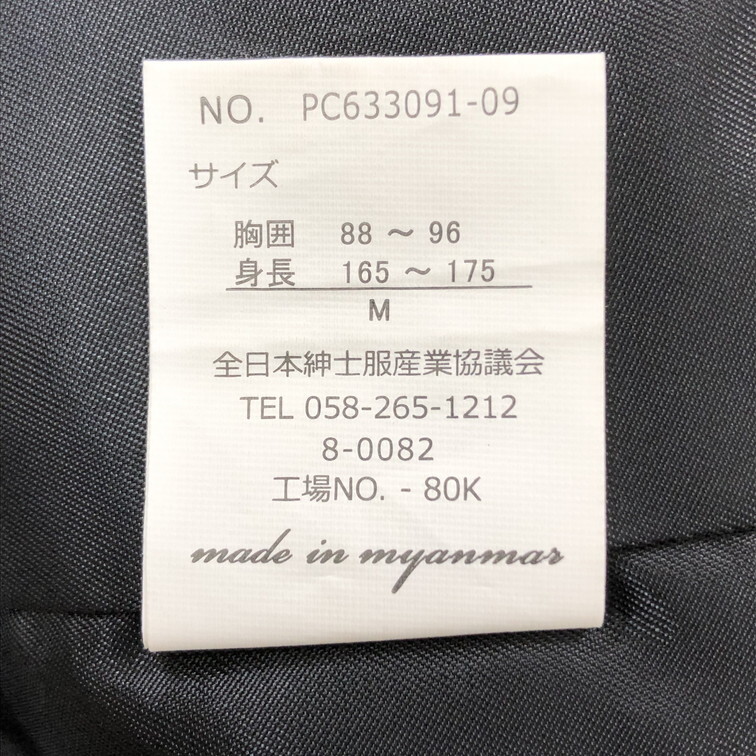 NO. PC633091-09
サイズ
胸囲 88 ～ 96
身長 165 ～ 175
M
全日本紳士服産業協議会
TEL 058-265-1212
8-0082
工場NO. - 80K
made in myanmar